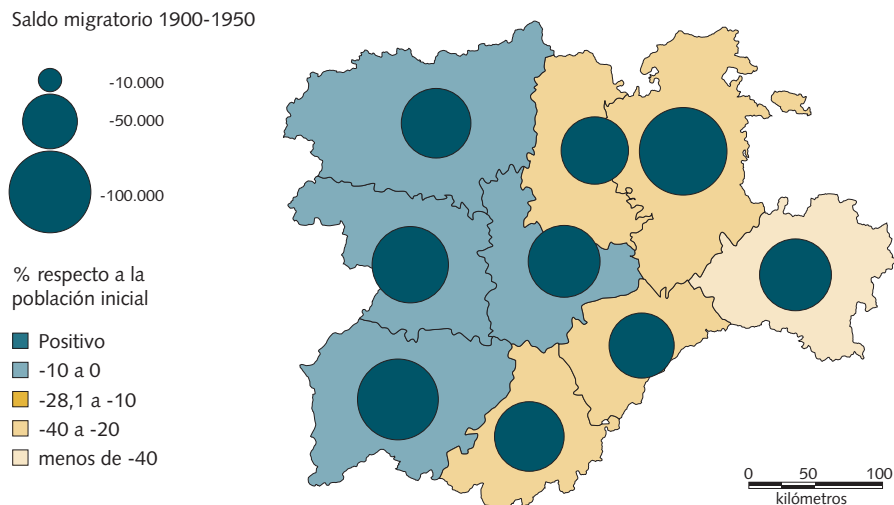 Saldo migratorio 1900-1950
-10.000
-50.000
-100.000
% respecto a la
población inicial
Positivo
-10 a 0
-28,1 a -10
-40 a -20
menos de -40
0 50 100
kilómetros